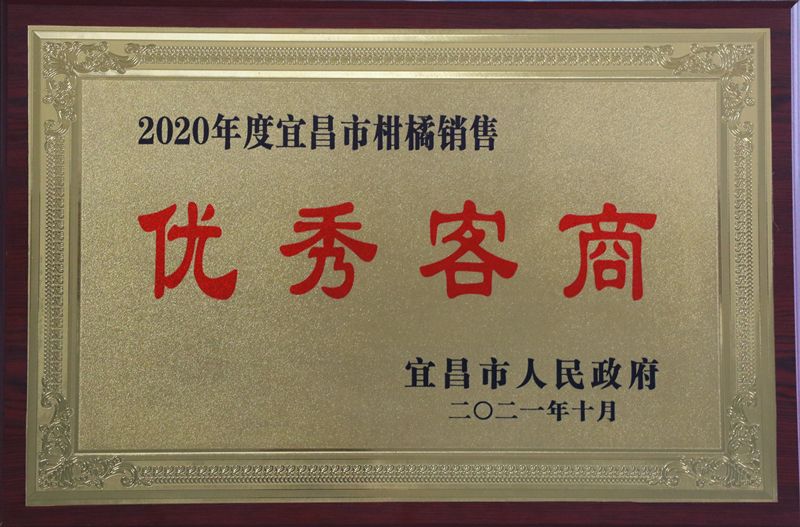 2020年度宜昌市柑橘销售
优秀客商
宜昌市人民政府
二〇二一年十月